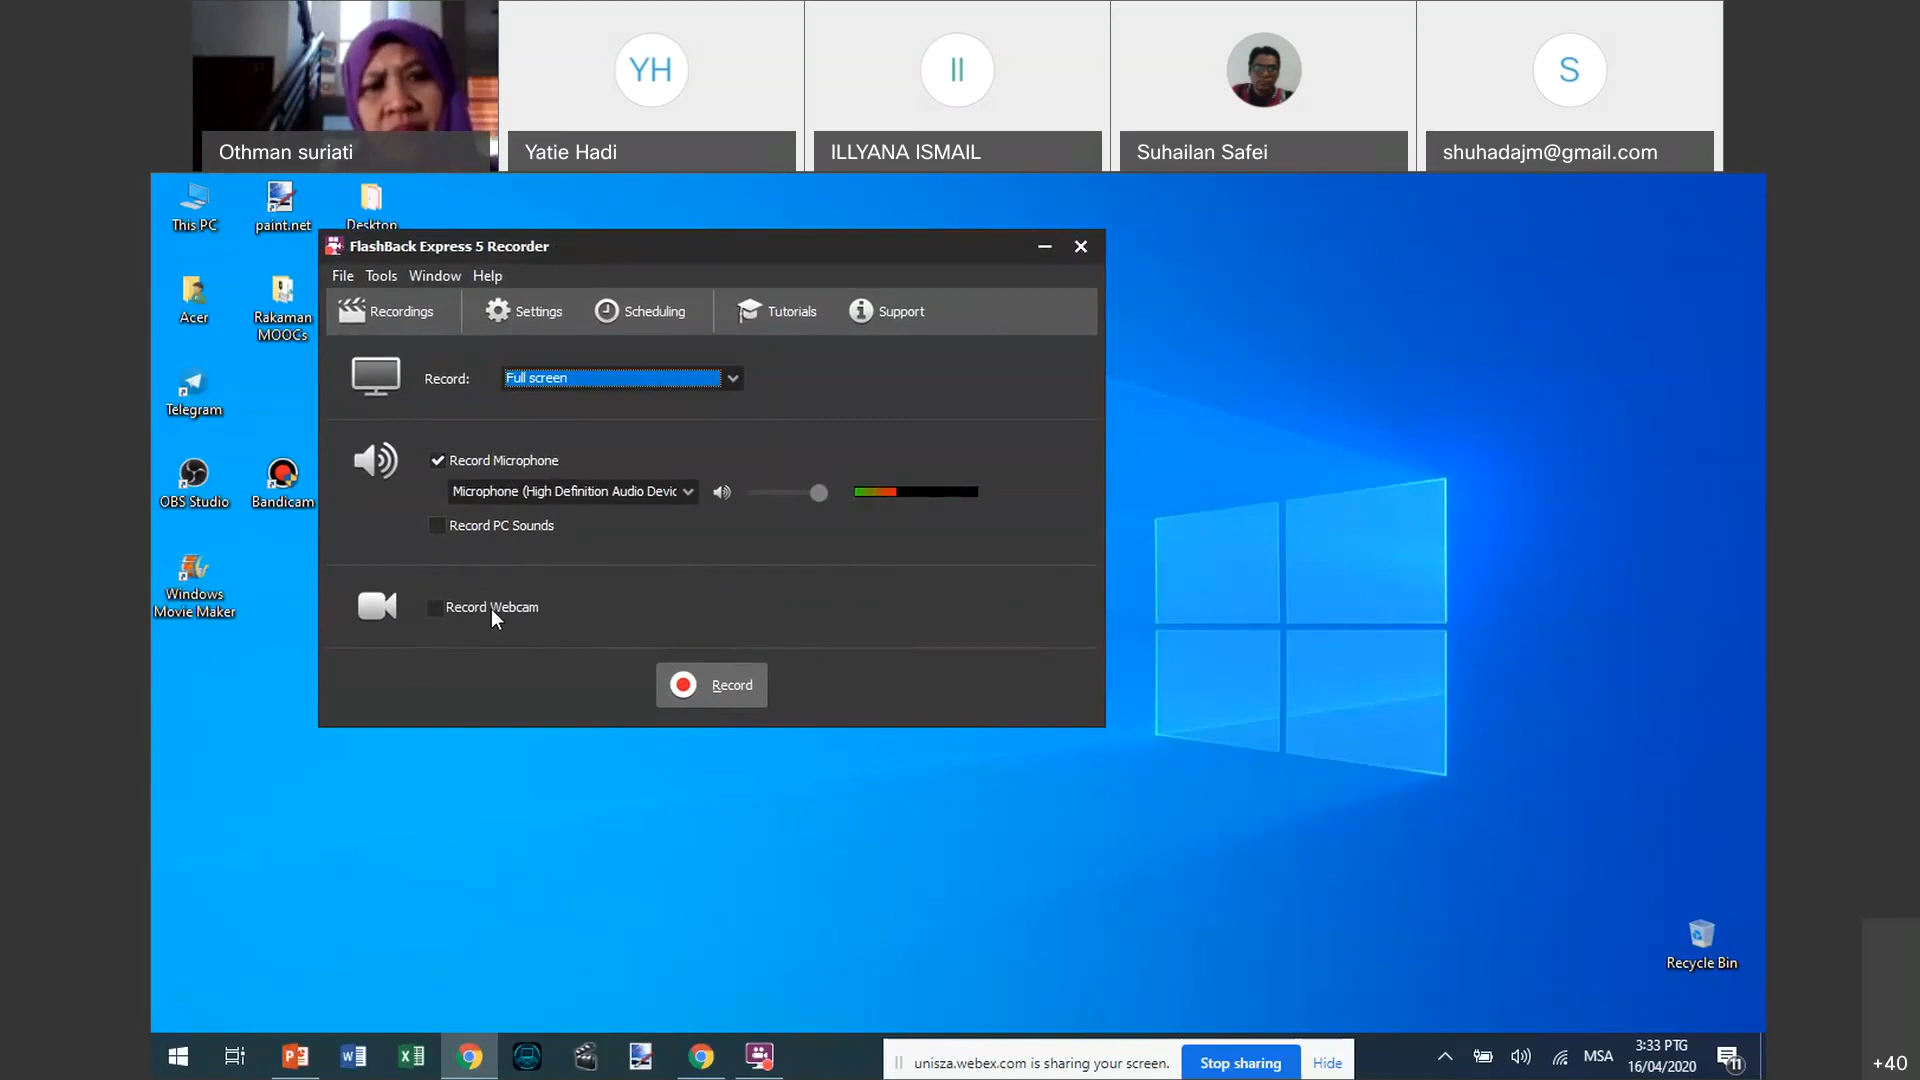 YH
II
S
Othman suriati
Yatie Hadi
ILLYANA ISMAIL
Suhailan Safei
shuhadajm@gmail.com
This PC
paint.net
Desktop
FlashBack Express 5 Recorder
File Tools Window Help
Recordings
Settings
Scheduling
Tutorials
Support
Acer
Rakaman
MOOCs
Record:
Full screen
Telegram
Record Microphone
Microphone (High Definition Audio Devic
OBS Studio
Bandicam
Record PC Sounds
Windows
Movie Maker
Record Webcam
Record
Recycle Bin
unisza.webex.com is sharing your screen.
Stop sharing
Hide
MSA
3:33 PTG
16/04/2020
11
+40